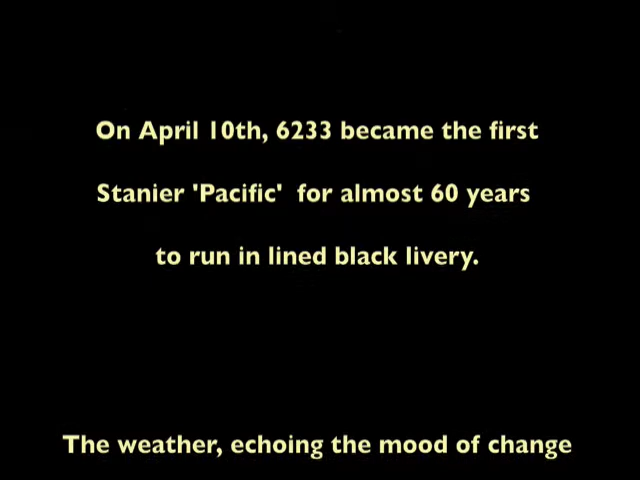 On April 10th, 6233 became the first
Stanier 'Pacific'  for almost 60 years
to run in lined black livery.
The weather, echoing the mood of change